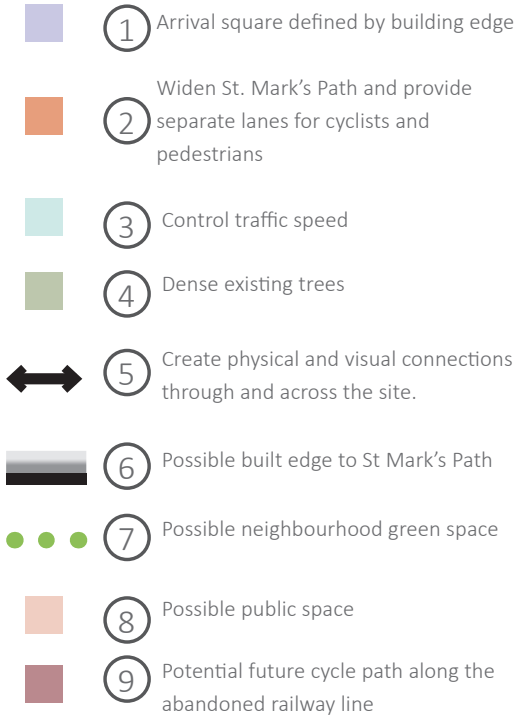 1 Arrival square defined by building edge
Widen St. Mark’s Path and provide
2 separate lanes for cyclists and
pedestrians
3 Control traffic speed
4 Dense existing trees
5 Create physical and visual connections
through and across the site.
6 Possible built edge to St Mark’s Path
7 Possible neighbourhood green space
8 Possible public space
9 Potential future cycle path along the
abandoned railway line